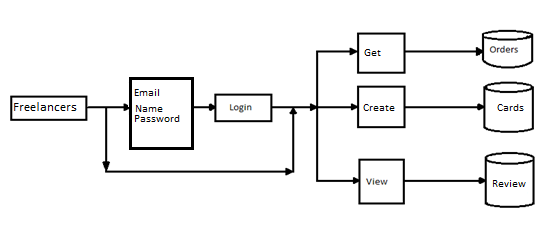 Freelancers
Email
Name
Password
Login
Get
Orders
Create
Cards
View
Review